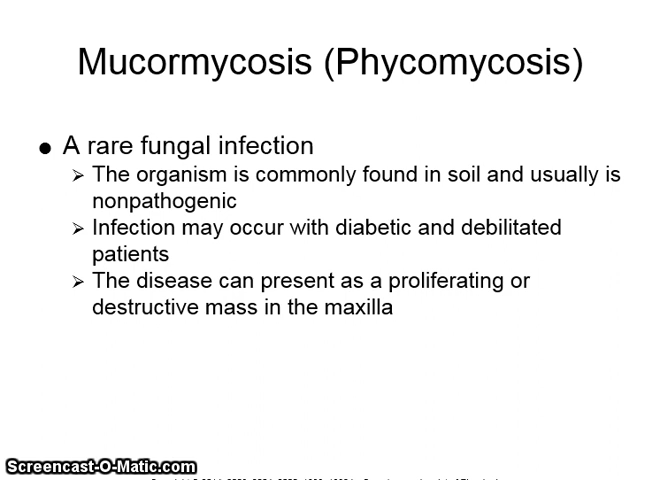 Mucormycosis (Phycomycosis)
● A rare fungal infection
➢ The organism is commonly found in soil and usually is
nonpathogenic
➢ Infection may occur with diabetic and debilitated
patients
➢ The disease can present as a proliferating or
destructive mass in the maxilla
Screencast-O-Matic.com